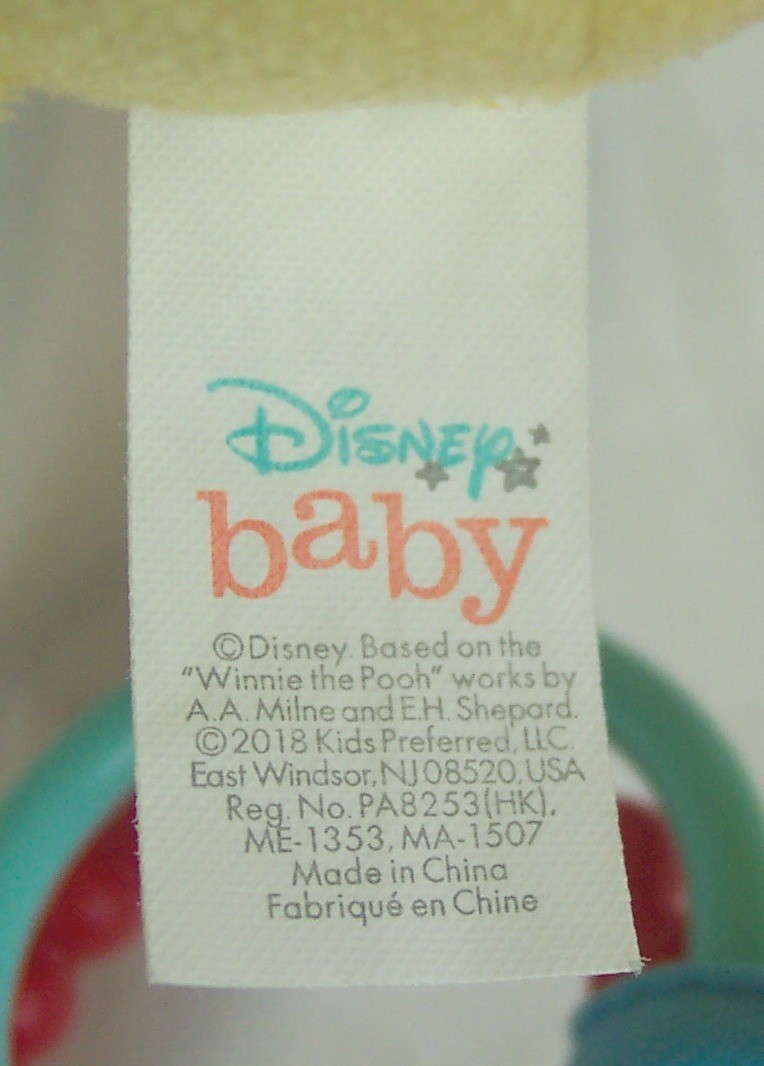 Disney
baby
©Disney. Based on the
“Winnie the Pooh” works by
A.A. Milne and E.H. Shepard.
©2018 Kids Preferred, LLC.
East Windsor, NJ 08520, USA
Reg. No. PA8253(HK),
ME-1353, MA-1507
Made in China
Fabriqué en Chine